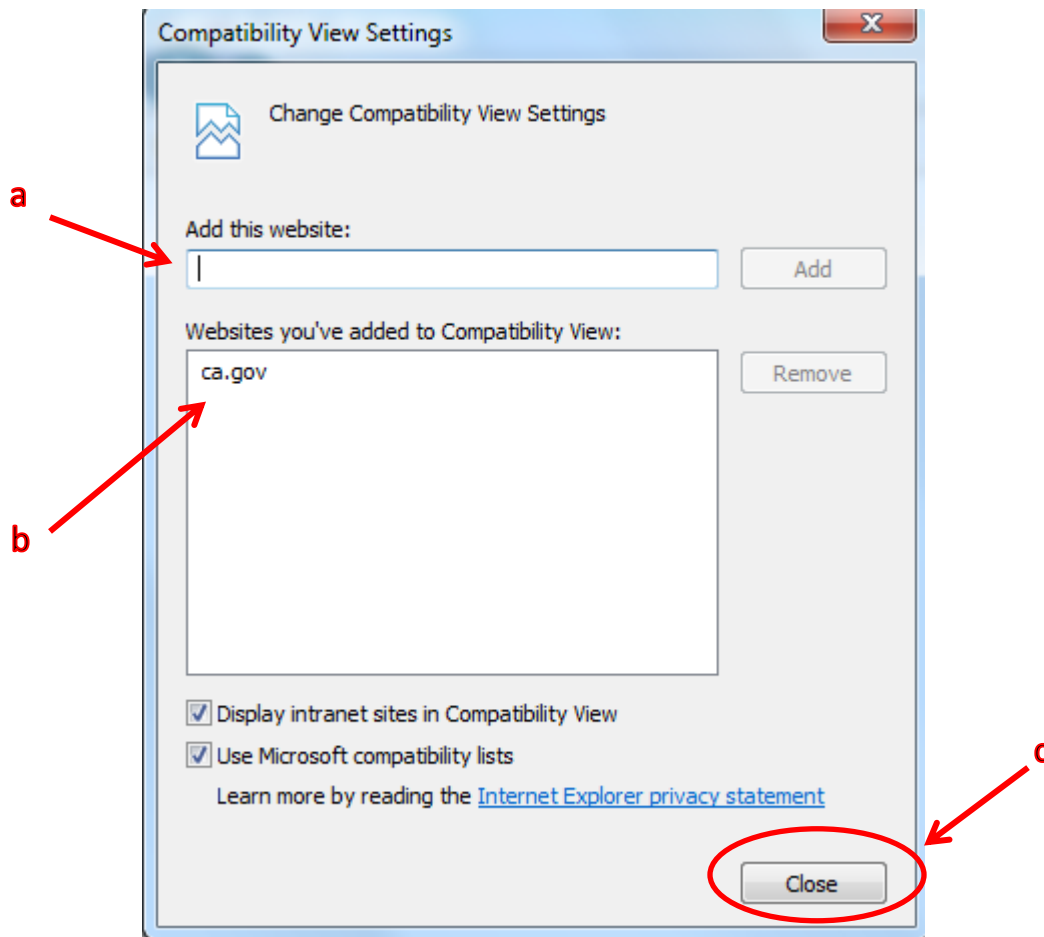 Compatibility View Settings
x
Change Compatibility View Settings
a
Add this website:
Add
Websites you've added to Compatibility View:
ca.gov
Remove
b
Display intranet sites in Compatibility View
Use Microsoft compatibility lists
c
Learn more by reading the Internet Explorer privacy statement
Close